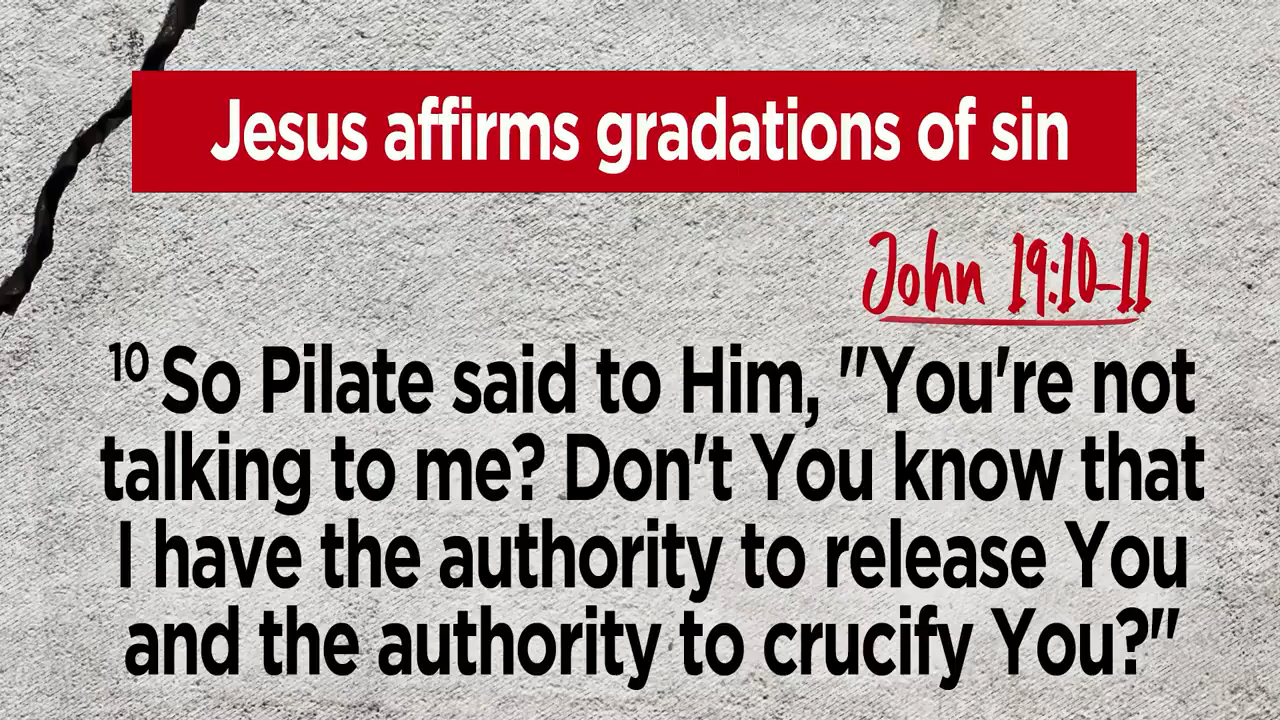 Jesus affirms gradations of sin
John 19:10-11
10 So Pilate said to Him, "You're not
talking to me? Don't You know that
I have the authority to release You
and the authority to crucify You?"